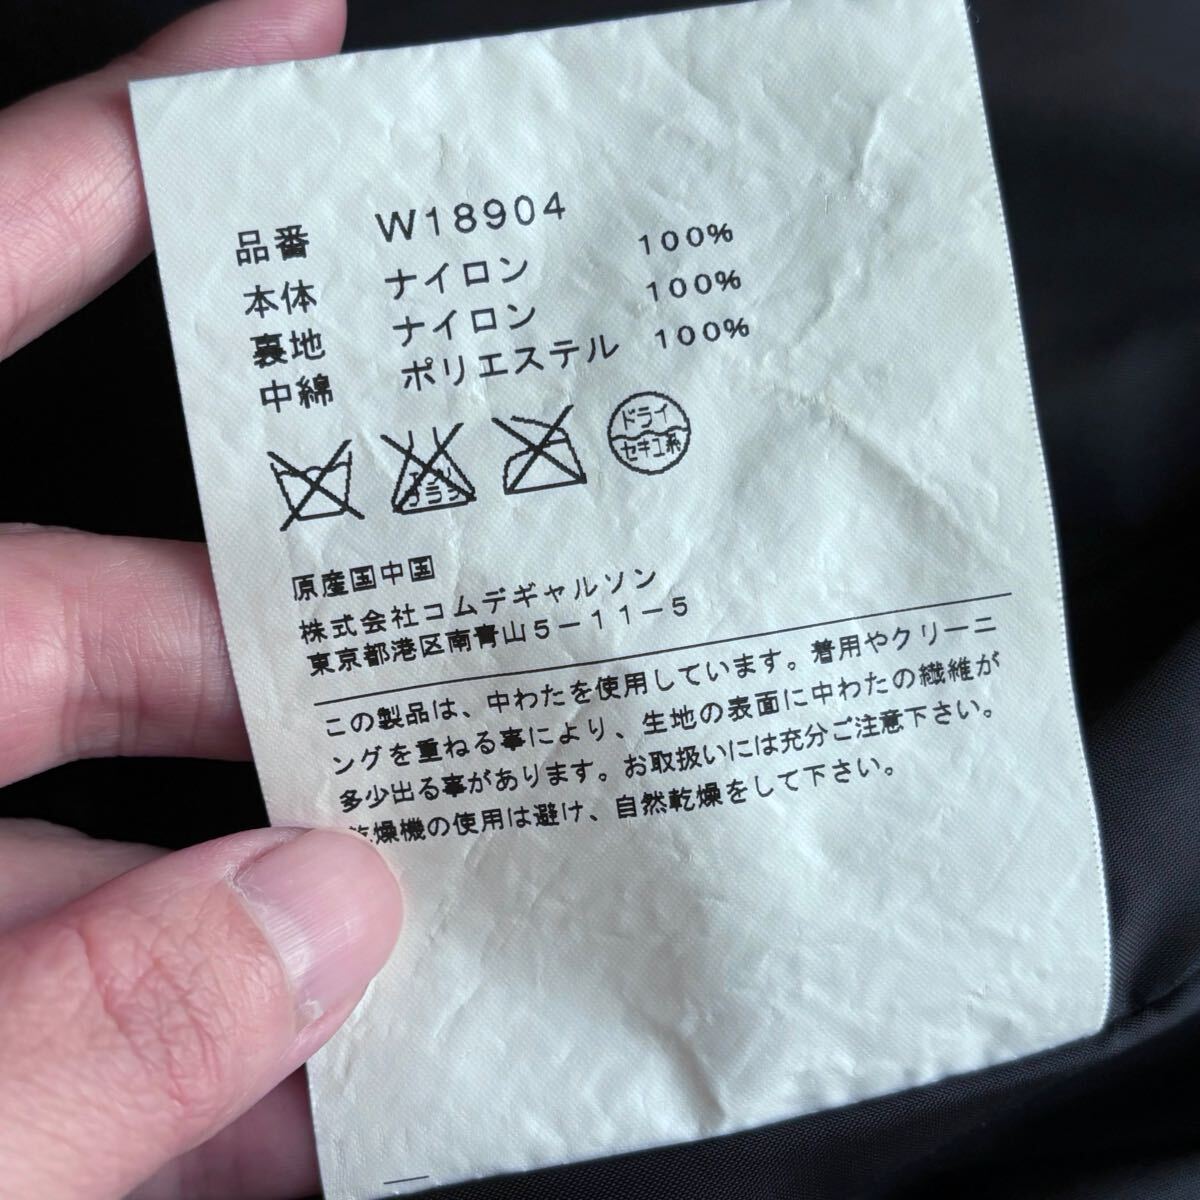 品番 W18904
本体 ナイロン 100%
裏地 ナイロン 100%
中綿 ポリエステル 100%
ドライ
セキユ系
原産国中国
株式会社コムデギャルソン
東京都港区南青山5-11-5
この製品は、中わたを使用しています。着用やクリーニ
ングを重ねる事により、生地の表面に中わたの繊維が
多少出る事があります。お取扱いには充分ご注意下さい。
乾燥機の使用は避け、自然乾燥をして下さい。